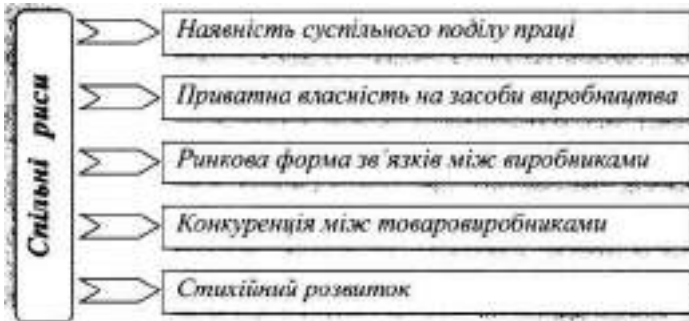 Спільні риси
Наявність суспільного поділу праці
Приватна власність на засоби виробництва
Ринкова форма зв´язків між виробниками
Конкуренція між товаровиробниками
Стихійний розвиток